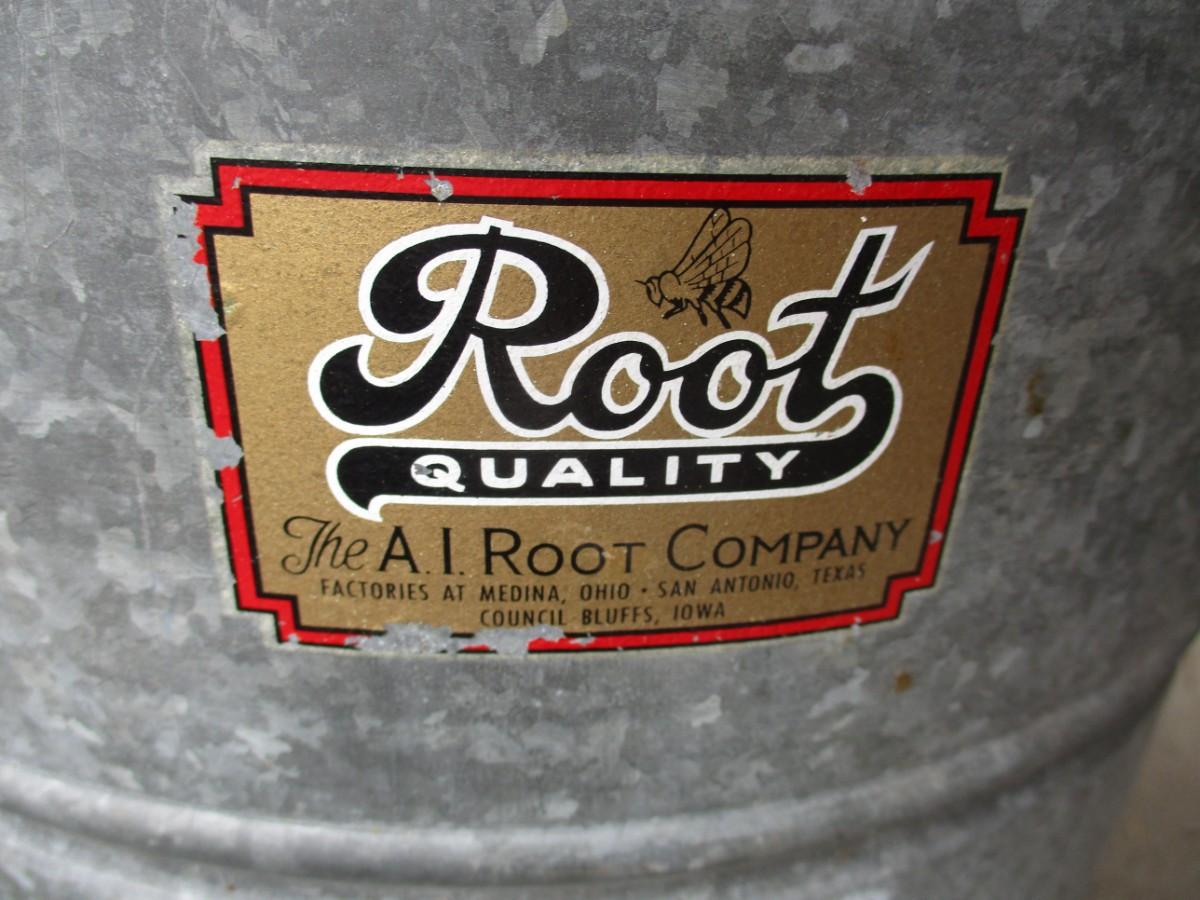 Root
QUALITY
The A.I. Root Company
FACTORIES AT MEDINA, OHIO · SAN ANTONIO, TEXAS
COUNCIL BLUFFS, IOWA